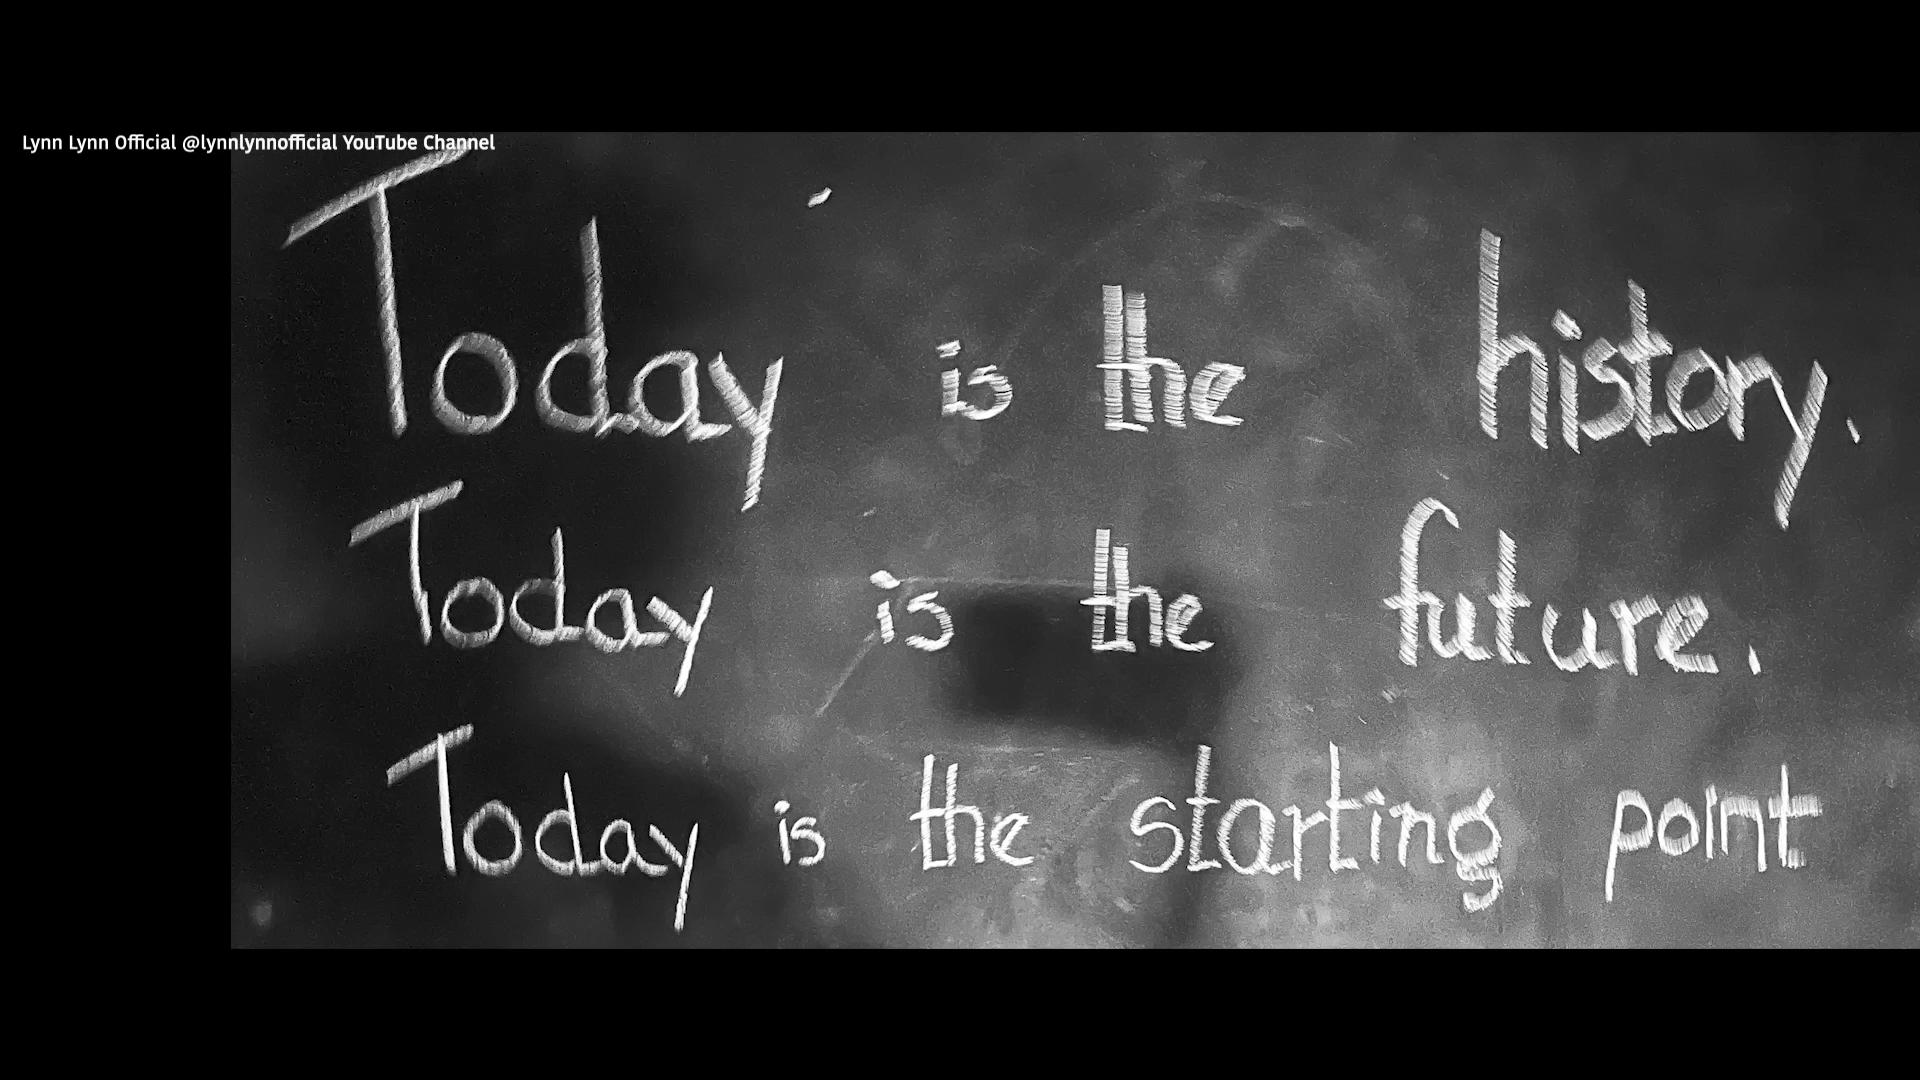 Lynn Lynn Official @lynnlynnofficial YouTube Channel
Today is the history.
Today is the future.
Today is the starting point